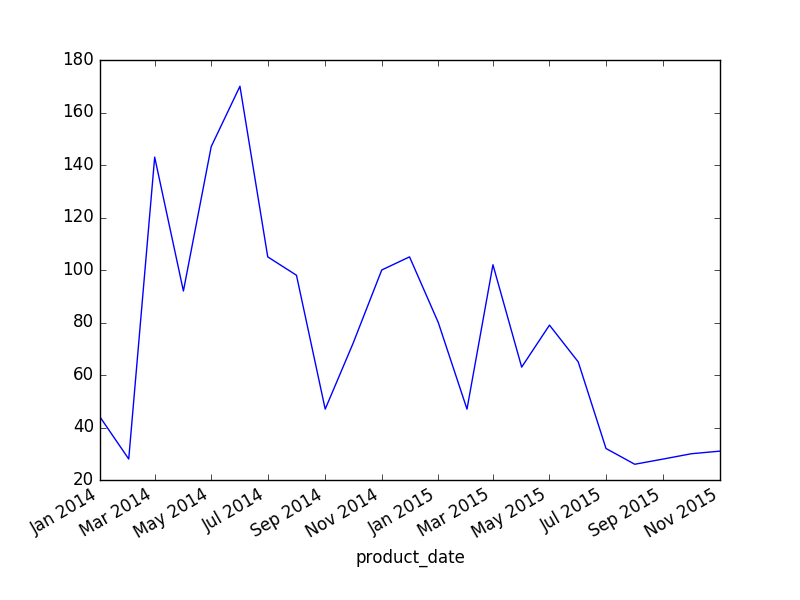 180
160
140
120
100
80
60
40
20
Jan 2014
Mar 2014
May 2014
Jul 2014
Sep 2014
Nov 2014
Jan 2015
Mar 2015
May 2015
Jul 2015
Sep 2015
Nov 2015
product_date